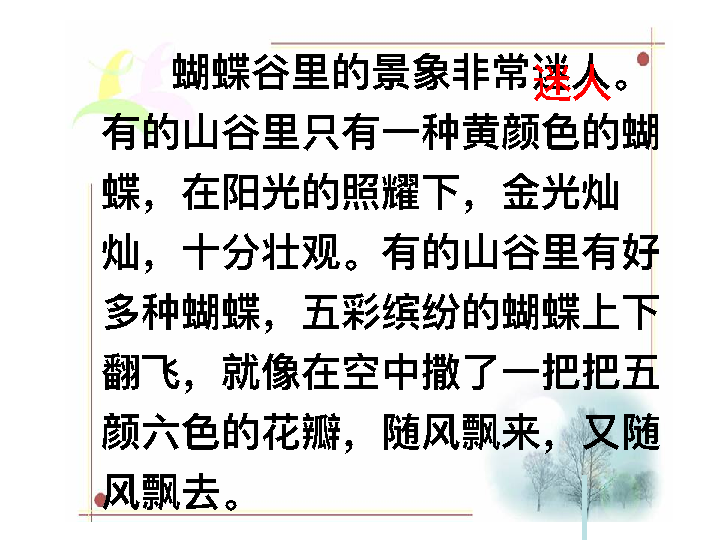 蝴蝶谷里的景象非常迷人。
迷人
有的山谷里只有一种黄颜色的蝴
蝶，在阳光的照耀下，金光灿
灿，十分壮观。有的山谷里有好
多种蝴蝶，五彩缤纷的蝴蝶上下
翻飞，就像在空中撒了一把把五
颜六色的花瓣，随风飘来，又随
风飘去。